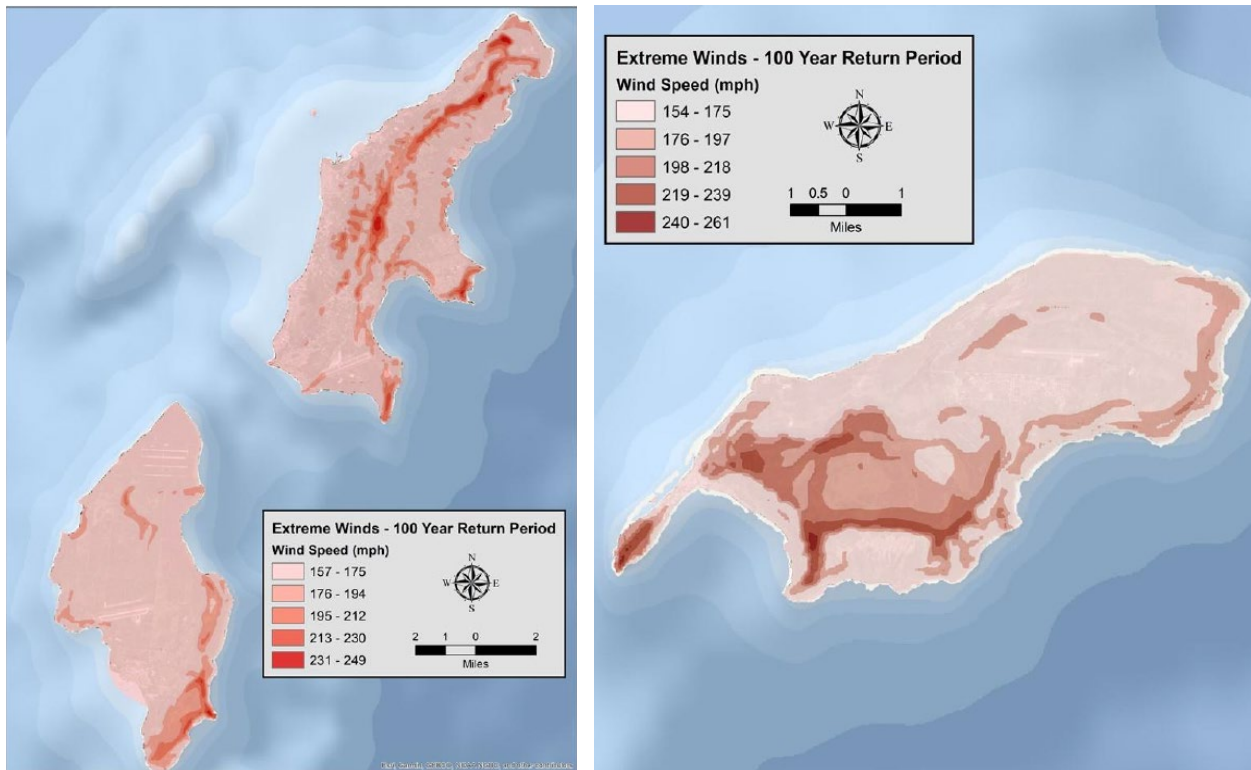 Extreme Winds - 100 Year Return Period
Wind Speed (mph)
157 - 175
176 - 194
195 - 212
213 - 230
231 - 249
N
W E
S
2 1 0 2
Miles
Extreme Winds - 100 Year Return Period
Wind Speed (mph)
154 - 175
176 - 197
198 - 218
219 - 239
240 - 261
N
W E
S
1 0.5 0 1
Miles